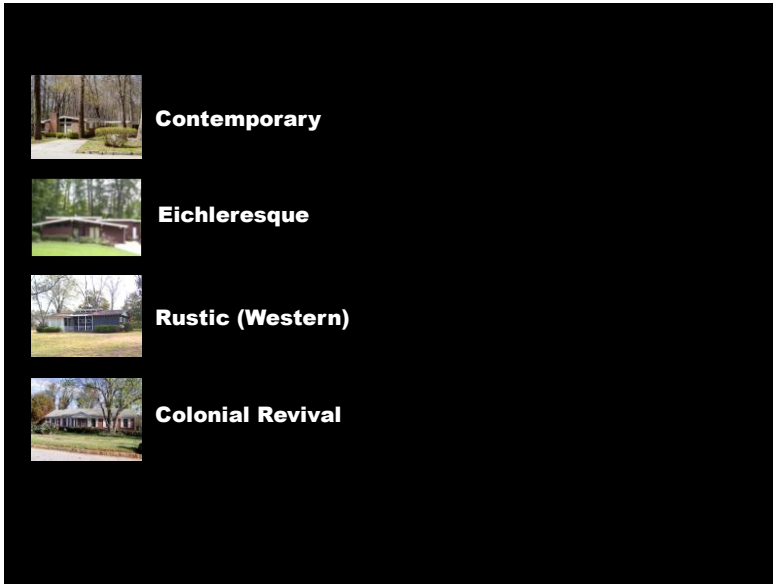 Contemporary
Eichleresque
Rustic (Western)
Colonial Revival